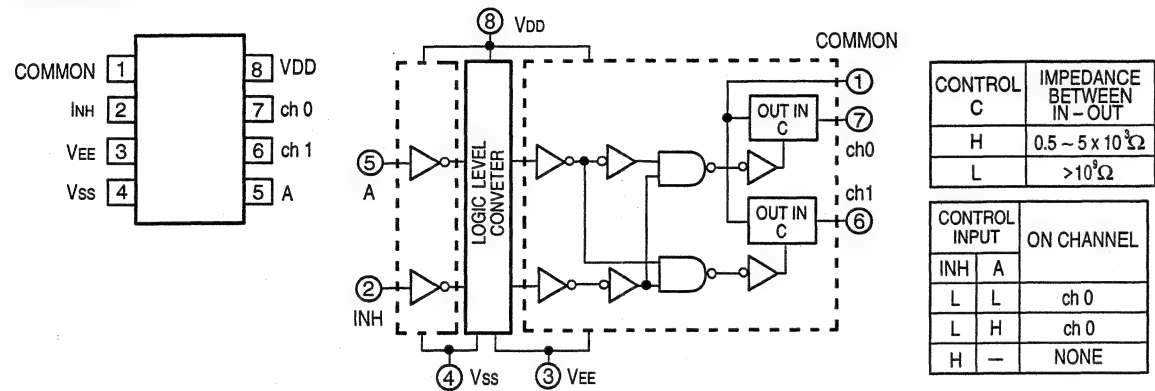 COMMON 1
INH 2
VEE 3
VSS 4
8 VDD
7 ch 0
6 ch 1
5 A
8 VDD
COMMON
1
OUT IN
C
7
ch0
ch1
OUT IN
C
6
5
A
LOGIC LEVEL
CONVETER
2
INH
4 VSS
3 VEE
CONTROL
C
IMPEDANCE
BETWEEN
IN – OUT
H 0.5 ~ 5 x 10³Ω
L >10⁹Ω
CONTROL
INPUT
ON CHANNEL
INH A
L L ch 0
L H ch 0
H — NONE